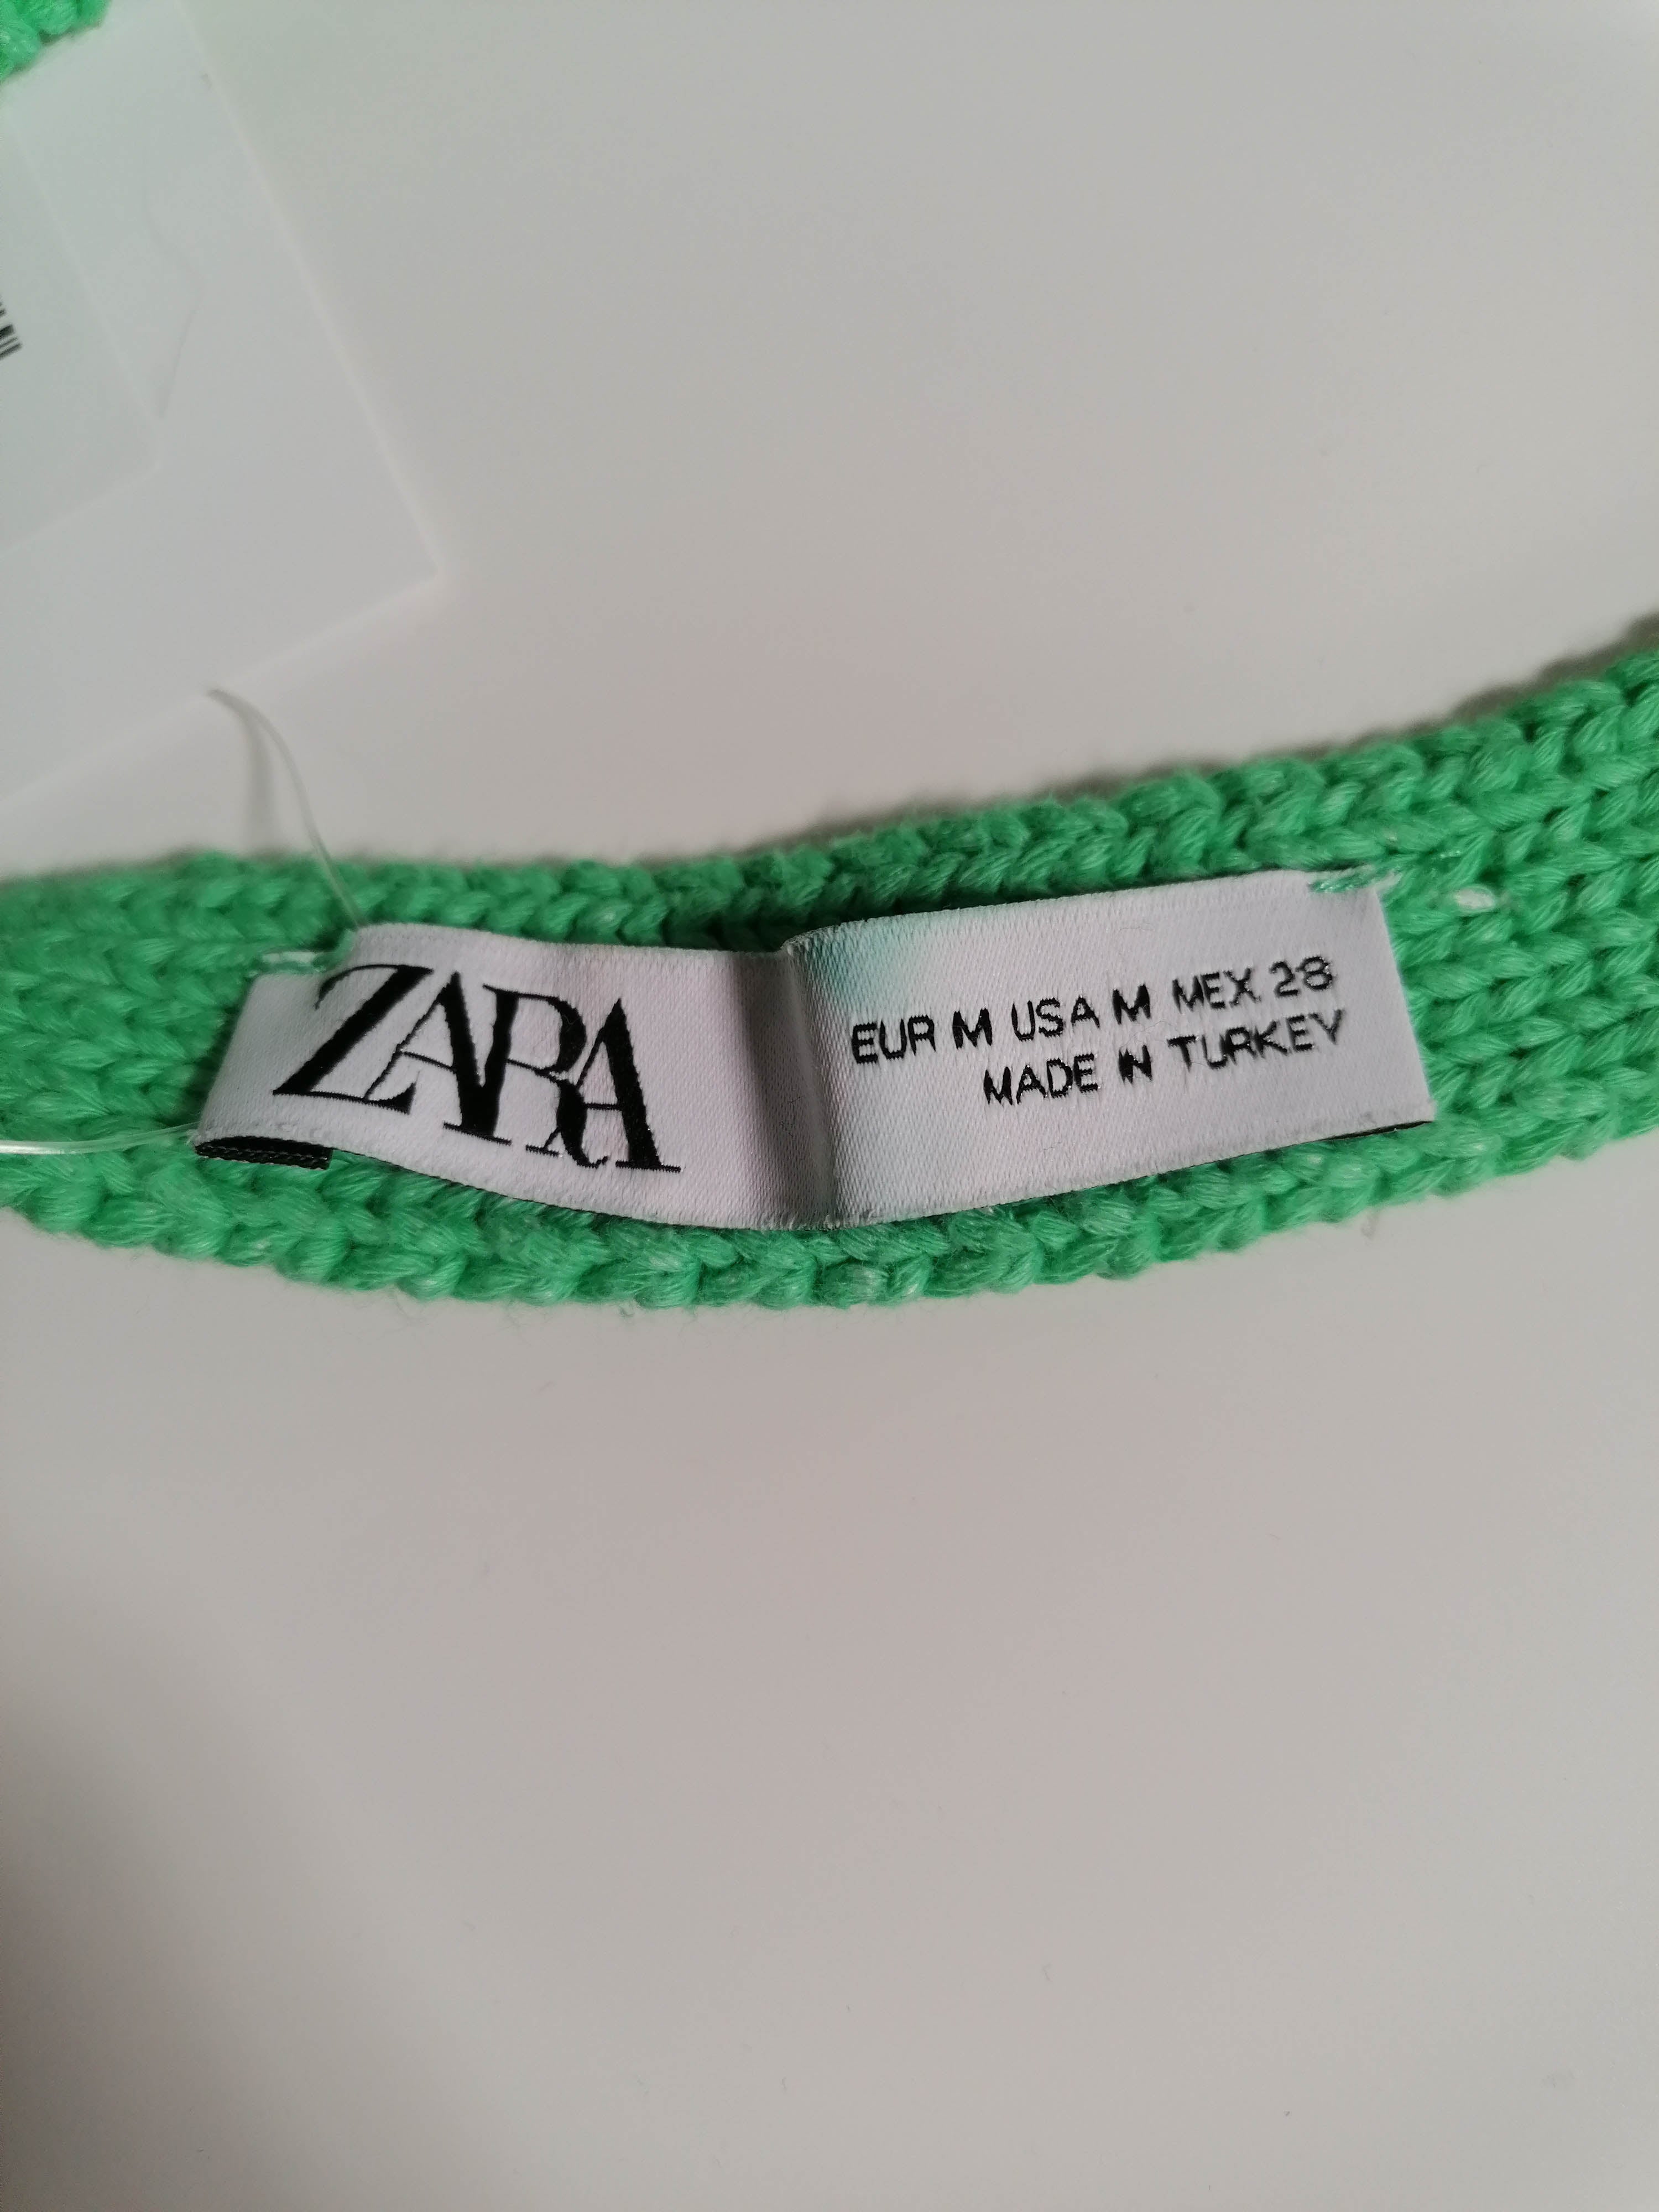 ZARA
EUR M USA M MEX 28
MADE IN TURKEY